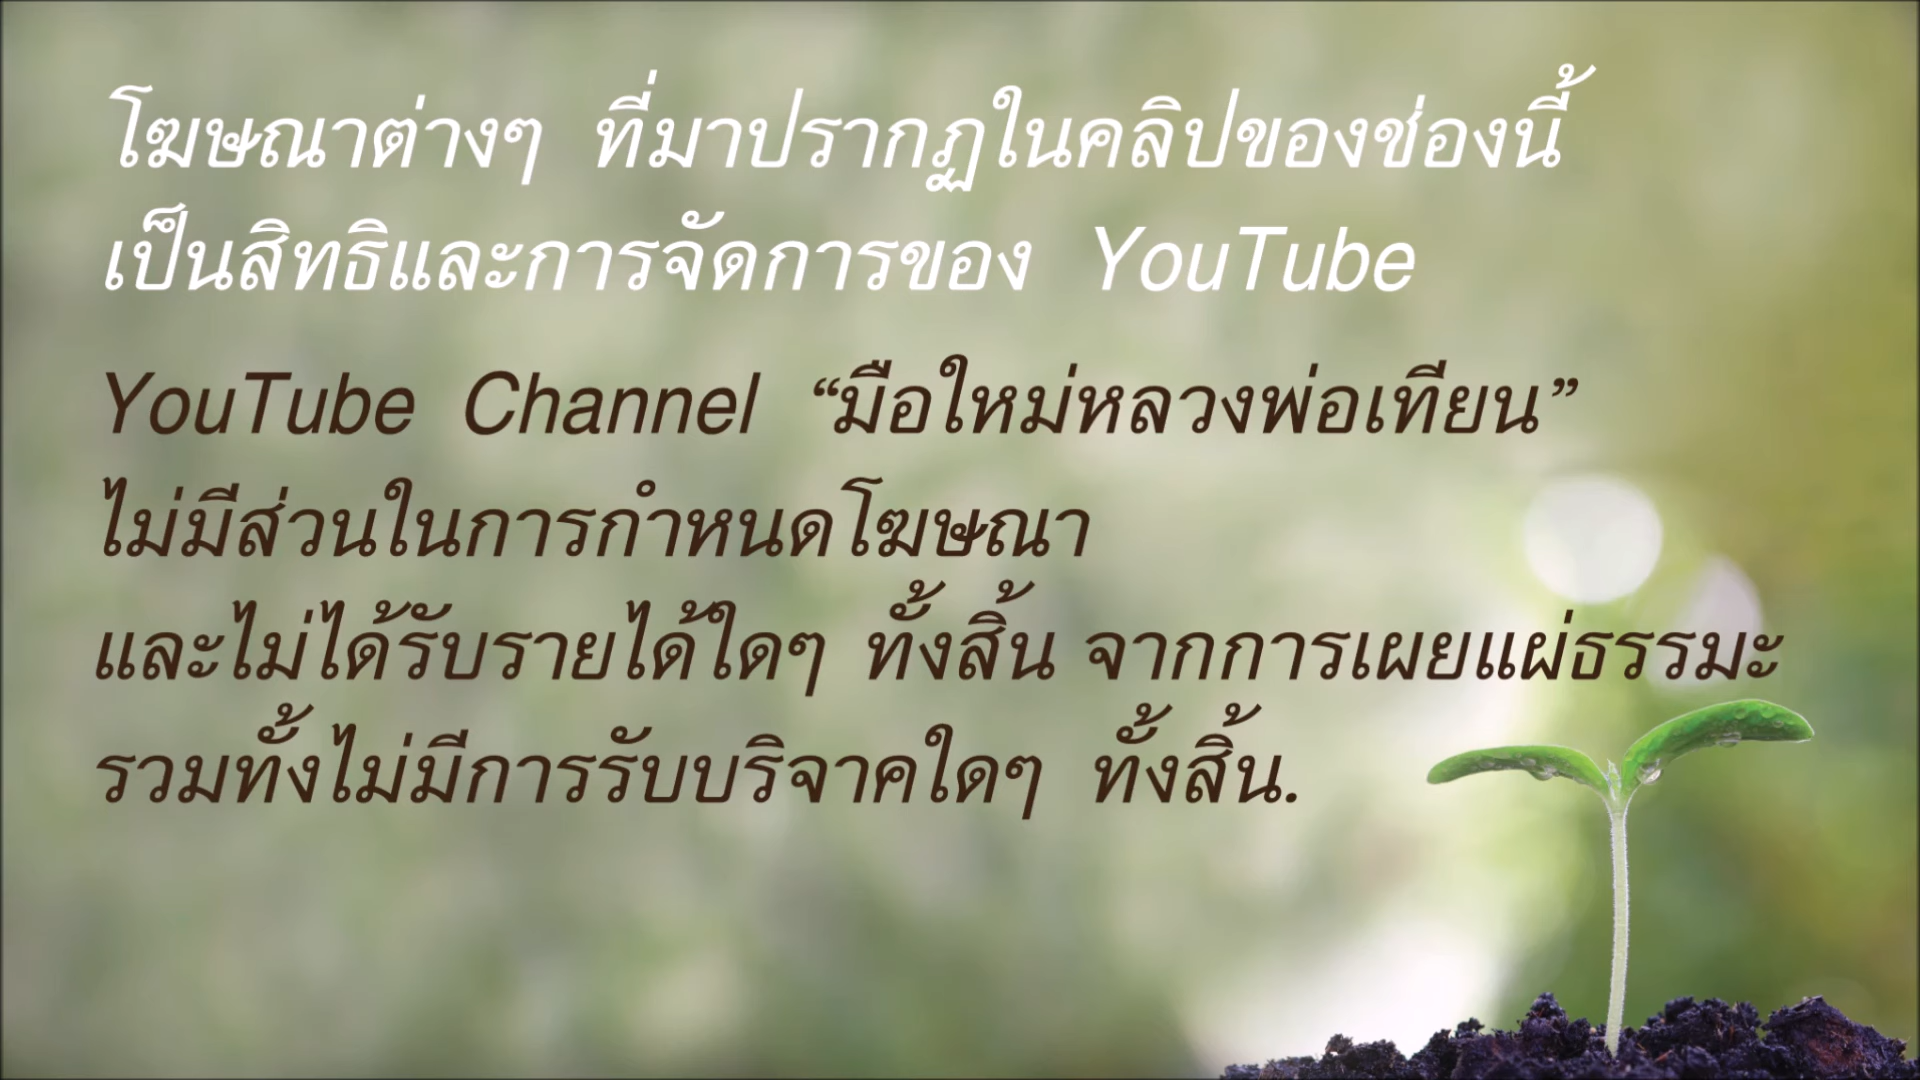 โฆษณาต่างๆ ที่มาปรากฏในคลิปของช่องนี้
เป็นสิทธิและการจัดการของ YouTube
YouTube Channel “มือใหม่หลวงพ่อเทียน”
ไม่มีส่วนในการกำหนดโฆษณา
และไม่ได้รับรายได้ใดๆ ทั้งสิ้น จากการเผยแผ่ธรรมะ
รวมทั้งไม่มีการรับบริจาคใดๆ ทั้งสิ้น.